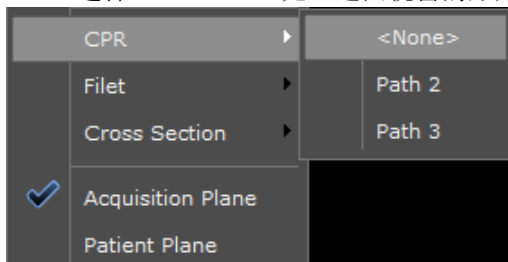 CPR
<None>
Filet
Path 2
Cross Section
Path 3
Acquisition Plane
Patient Plane